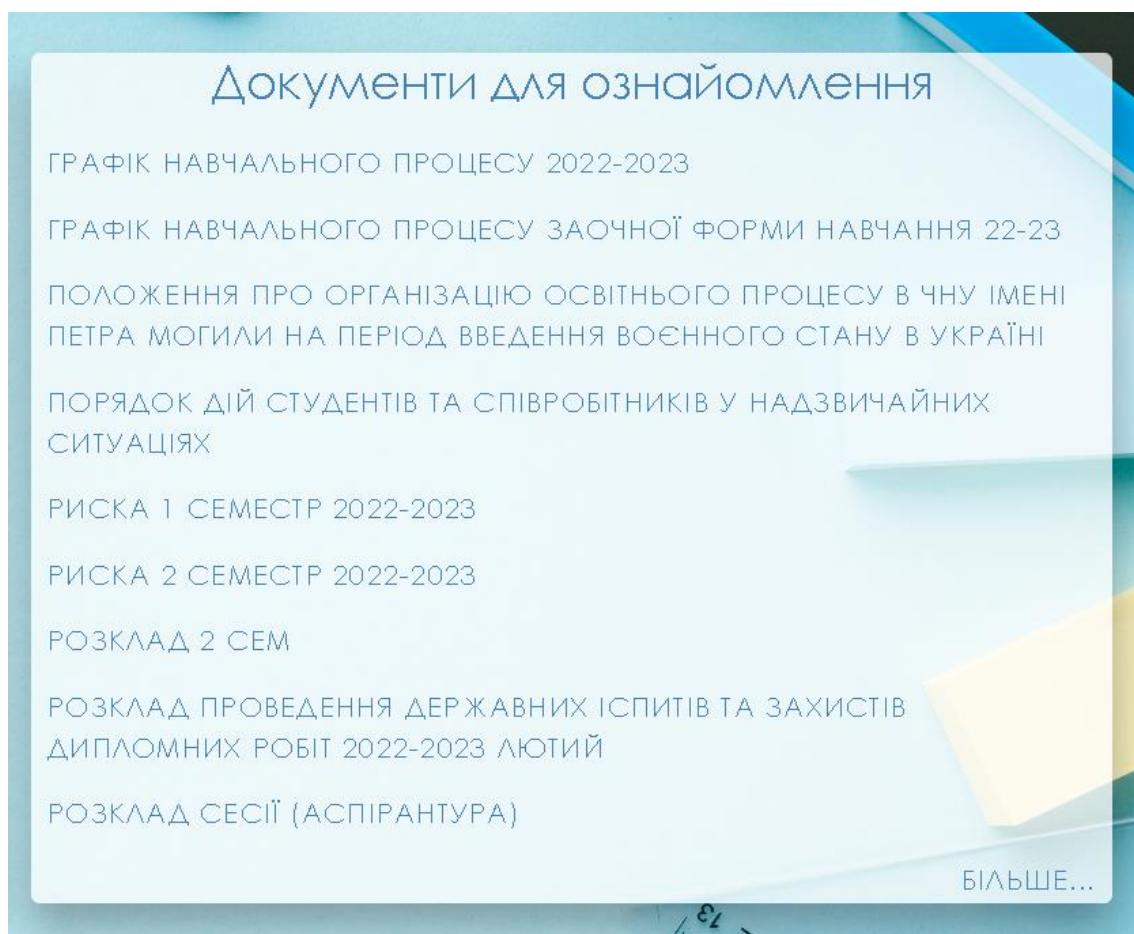 Документи для ознайомлення
ГРАФІК НАВЧАЛЬНОГО ПРОЦЕСУ 2022-2023
ГРАФІК НАВЧАЛЬНОГО ПРОЦЕСУ ЗАОЧНОЇ ФОРМИ НАВЧАННЯ 22-23
ПОЛОЖЕННЯ ПРО ОРГАНІЗАЦІЮ ОСВІТНЬОГО ПРОЦЕСУ В ЧНУ ІМЕНІ
ПЕТРА МОГИЛИ НА ПЕРІОД ВВЕДЕННЯ ВОЄННОГО СТАНУ В УКРАЇНІ
ПОРЯДОК ДІЙ СТУДЕНТІВ ТА СПІВРОБІТНИКІВ У НАДЗВИЧАЙНИХ
СИТУАЦІЯХ
РИСКА 1 СЕМЕСТР 2022-2023
РИСКА 2 СЕМЕСТР 2022-2023
РОЗКЛАД 2 СЕМ
РОЗКЛАД ПРОВЕДЕННЯ ДЕРЖАВНИХ ІСПИТІВ ТА ЗАХИСТІВ
ДИПЛОМНИХ РОБІТ 2022-2023 ЛЮТИЙ
РОЗКЛАД СЕСІЇ (АСПІРАНТУРА)
БІЛЬШЕ...
13